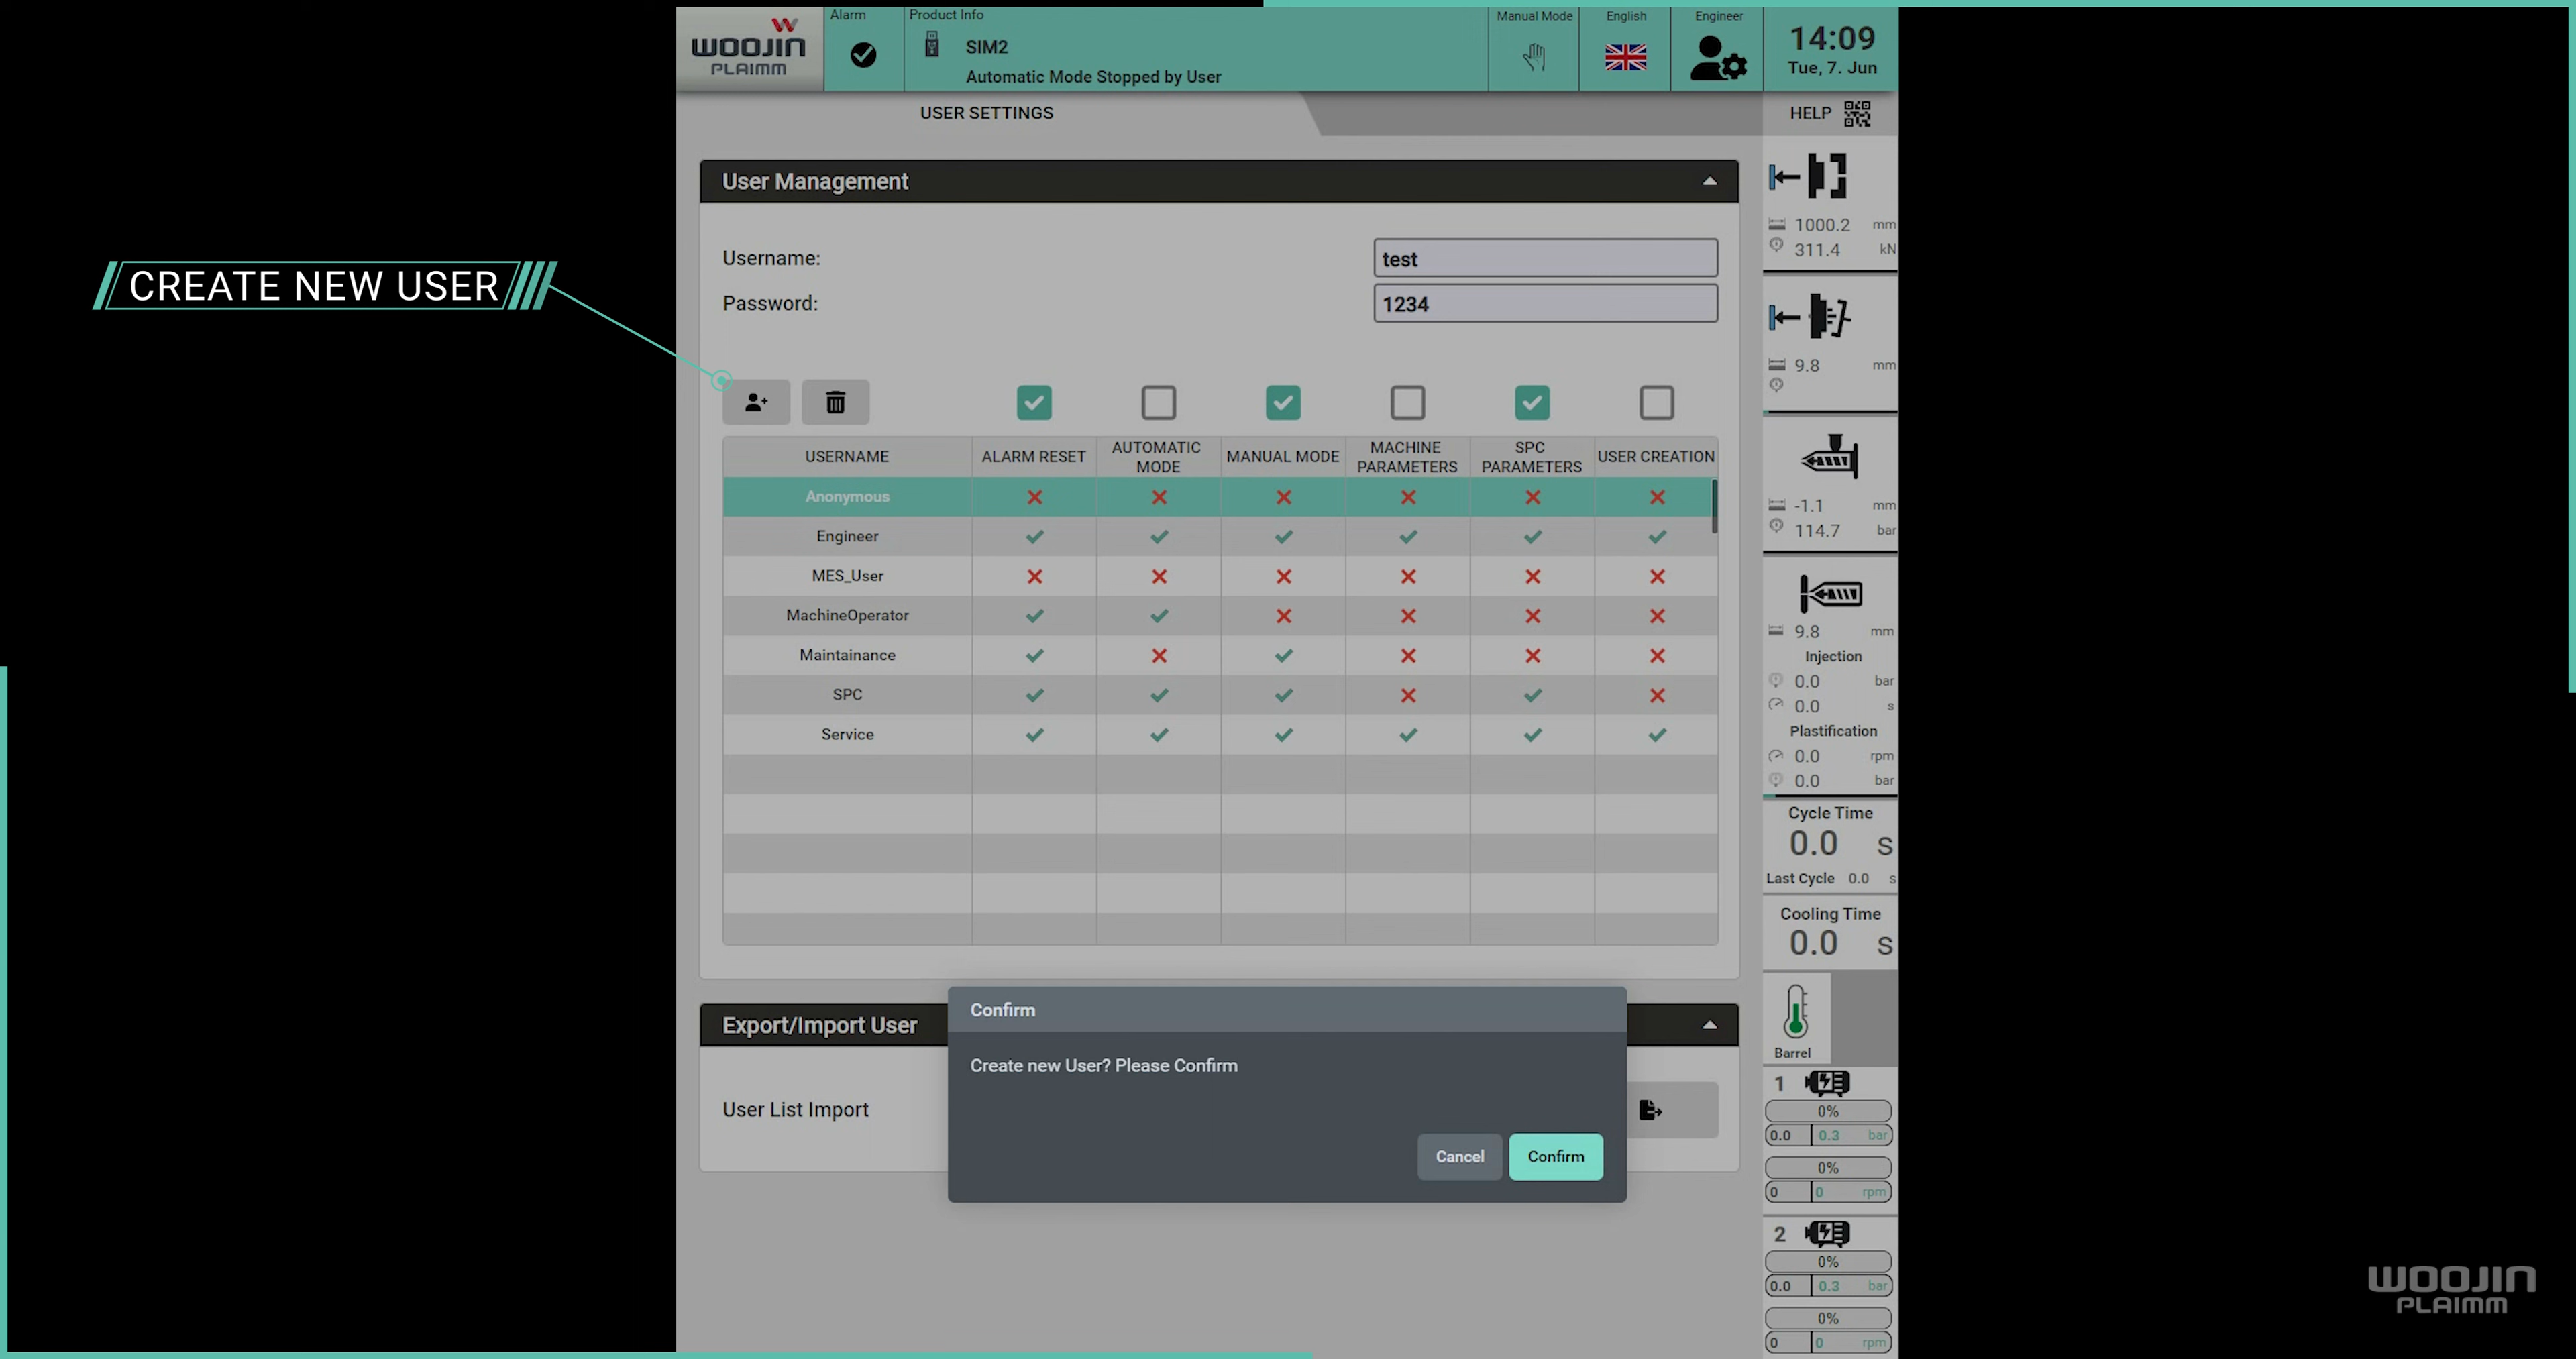 WOOJIN
PLAIMM
Alarm
Product Info
SIM2
Automatic Mode Stopped by User
Manual Mode
English
Engineer
14:09
Tue, 7. Jun
USER SETTINGS
HELP
User Management
CREATE NEW USER
Username:
test
Password:
1234
USERNAME ALARM RESET AUTOMATIC MODE MANUAL MODE MACHINE PARAMETERS SPC PARAMETERS USER CREATION
Anonymous
Engineer
MES_User
MachineOperator
Maintainance
SPC
Service
Export/Import User
User List Import
Confirm
Create new User? Please Confirm
Cancel Confirm
1000.2 mm
311.4 kN
9.8 mm
-1.1 mm
114.7 bar
9.8 mm
Injection
0.0 bar
0.0 s
Plastification
0.0 rpm
0.0 bar
Cycle Time
0.0 s
Last Cycle 0.0 s
Cooling Time
0.0 s
Barrel
1
0%
0.0 0.3 bar
0%
0 0 rpm
2
0%
0.0 0.3 bar
0%
0 0 rpm
WOOJIN
PLAIMM